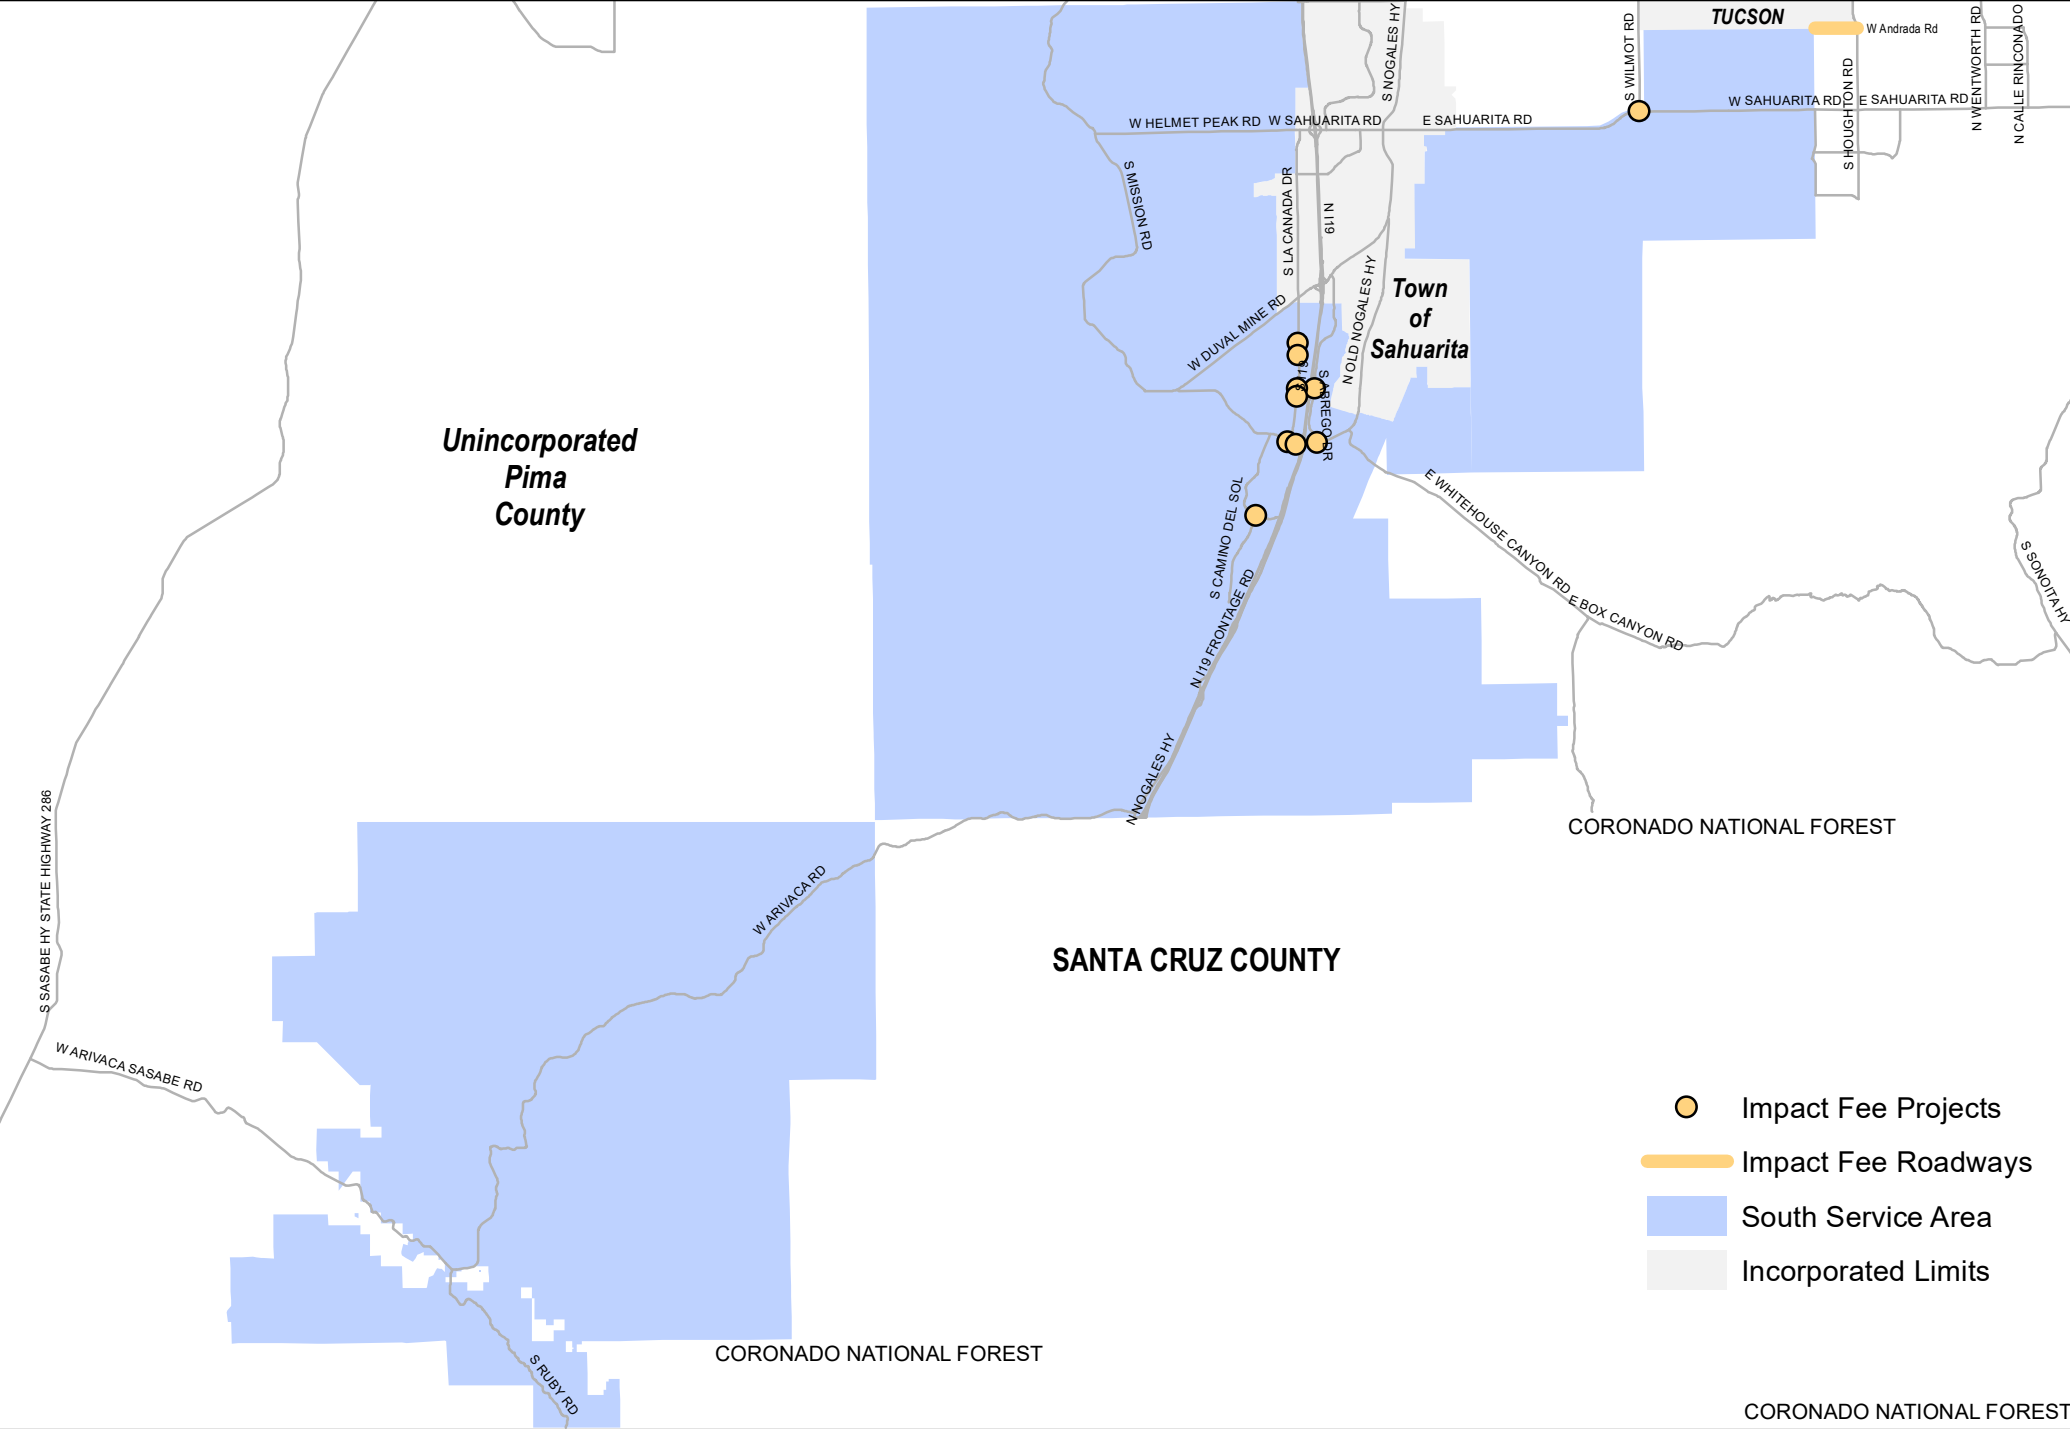 TUCSON
W Andrada Rd
S NOGALES HY
S WILMOT RD
N WENTWORTH RD
N CALLE RINCONADO
S HOUGHTON RD
W SAHUARITA RD
E SAHUARITA RD
W HELMET PEAK RD
W SAHUARITA RD
E SAHUARITA RD
S MISSION RD
S LA CANADA DR
N I19
N OLD NOGALES HY
Town
of
Sahuarita
W DUVAL MINE RD
S ABREGO DR
Unincorporated
Pima
County
S CAMINO DEL SOL
E WHITEHOUSE CANYON RD
E BOX CANYON RD
S SONOITA HY
N I19 FRONTAGE RD
N NOGALES HY
CORONADO NATIONAL FOREST
S SASABE HY STATE HIGHWAY 286
W ARIVACA RD
SANTA CRUZ COUNTY
W ARIVACA SASABE RD
Impact Fee Projects
Impact Fee Roadways
South Service Area
Incorporated Limits
CORONADO NATIONAL FOREST
S RUBY RD
CORONADO NATIONAL FOREST